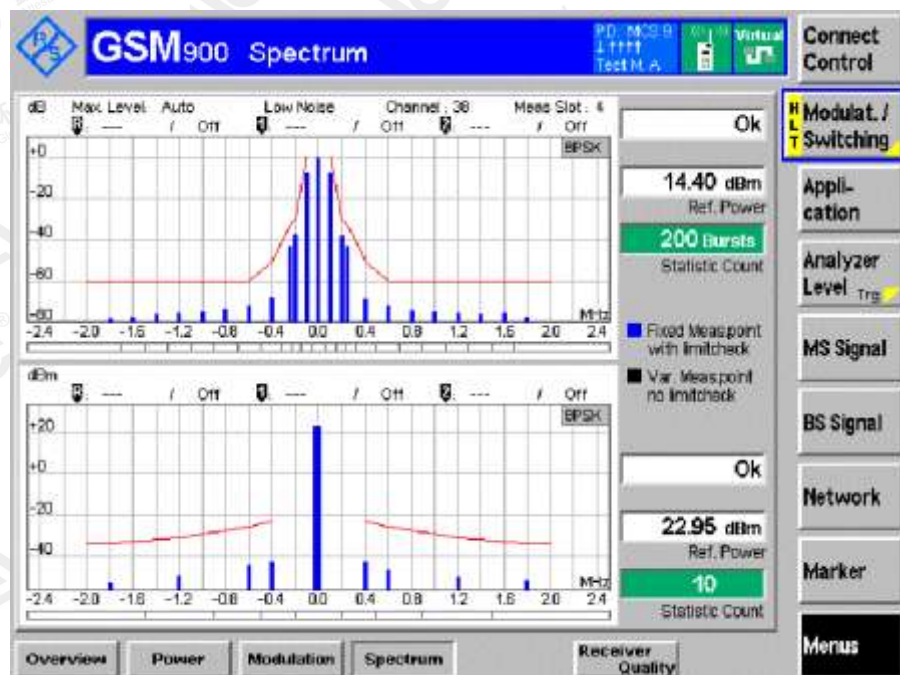 R&S
GSM900 Spectrum
P.D. MCS 9
Test M. A
Virtual
Connect Control
dB Max. Level: Auto Low Noise Channel: 38 Meas Slot: 4
--- / Off --- / Off --- / Off
BPSK
+0
-20
-40
-60
-80
MHz
-2.4 -2.0 -1.6 -1.2 -0.8 -0.4 0.0 0.4 0.8 1.2 1.6 2.0 2.4
Ok
14.40 dBm
Ref. Power
200 Bursts
Statistic Count
Fixed Meas.point
with limitcheck
Var. Meas.point
no limitcheck
dBm
--- / Off --- / Off --- / Off
BPSK
+20
+0
-20
-40
MHz
-2.4 -2.0 -1.6 -1.2 -0.8 -0.4 0.0 0.4 0.8 1.2 1.6 2.0 2.4
Ok
22.95 dBm
Ref. Power
10
Statistic Count
HLT
Modulat. /
Switching
Appli-
cation
Analyzer
Level Trg
MS Signal
BS Signal
Network
Marker
Menus
Overview
Power
Modulation
Spectrum
Receiver
Quality